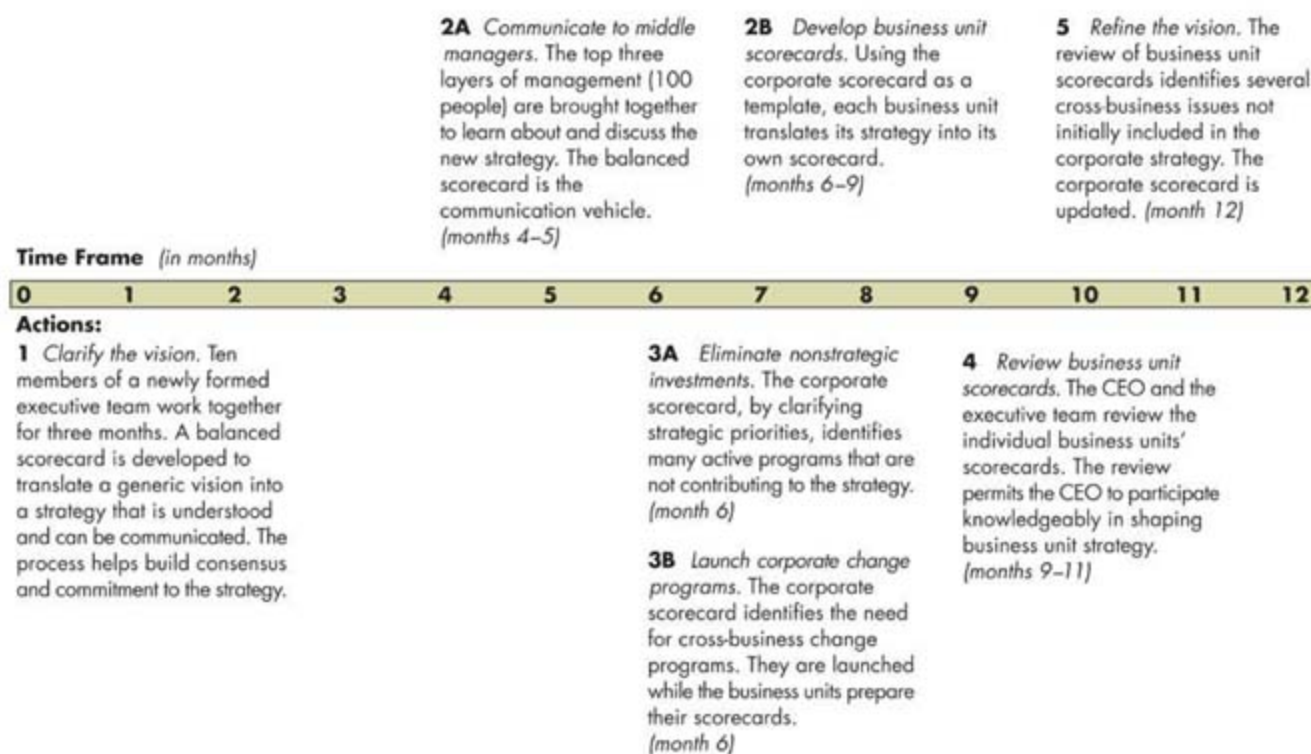 2A Communicate to middle
managers. The top three
layers of management (100
people) are brought together
to learn about and discuss the
new strategy. The balanced
scorecard is the
communication vehicle.
(months 4–5)
2B Develop business unit
scorecards. Using the
corporate scorecard as a
template, each business unit
translates its strategy into its
own scorecard.
(months 6–9)
5 Refine the vision. The
review of business unit
scorecards identifies several
cross-business issues not
initially included in the
corporate strategy. The
corporate scorecard is
updated. (month 12)
Time Frame (in months)
0 1 2 3 4 5 6 7 8 9 10 11 12
Actions:
1 Clarify the vision. Ten
members of a newly formed
executive team work together
for three months. A balanced
scorecard is developed to
translate a generic vision into
a strategy that is understood
and can be communicated. The
process helps build consensus
and commitment to the strategy.
3A Eliminate nonstrategic
investments. The corporate
scorecard, by clarifying
strategic priorities, identifies
many active programs that are
not contributing to the strategy.
(month 6)
3B Launch corporate change
programs. The corporate
scorecard identifies the need
for cross-business change
programs. They are launched
while the business units prepare
their scorecards.
(month 6)
4 Review business unit
scorecards. The CEO and the
executive team review the
individual business units'
scorecards. The review
permits the CEO to participate
knowledgeably in shaping
business unit strategy.
(months 9–11)